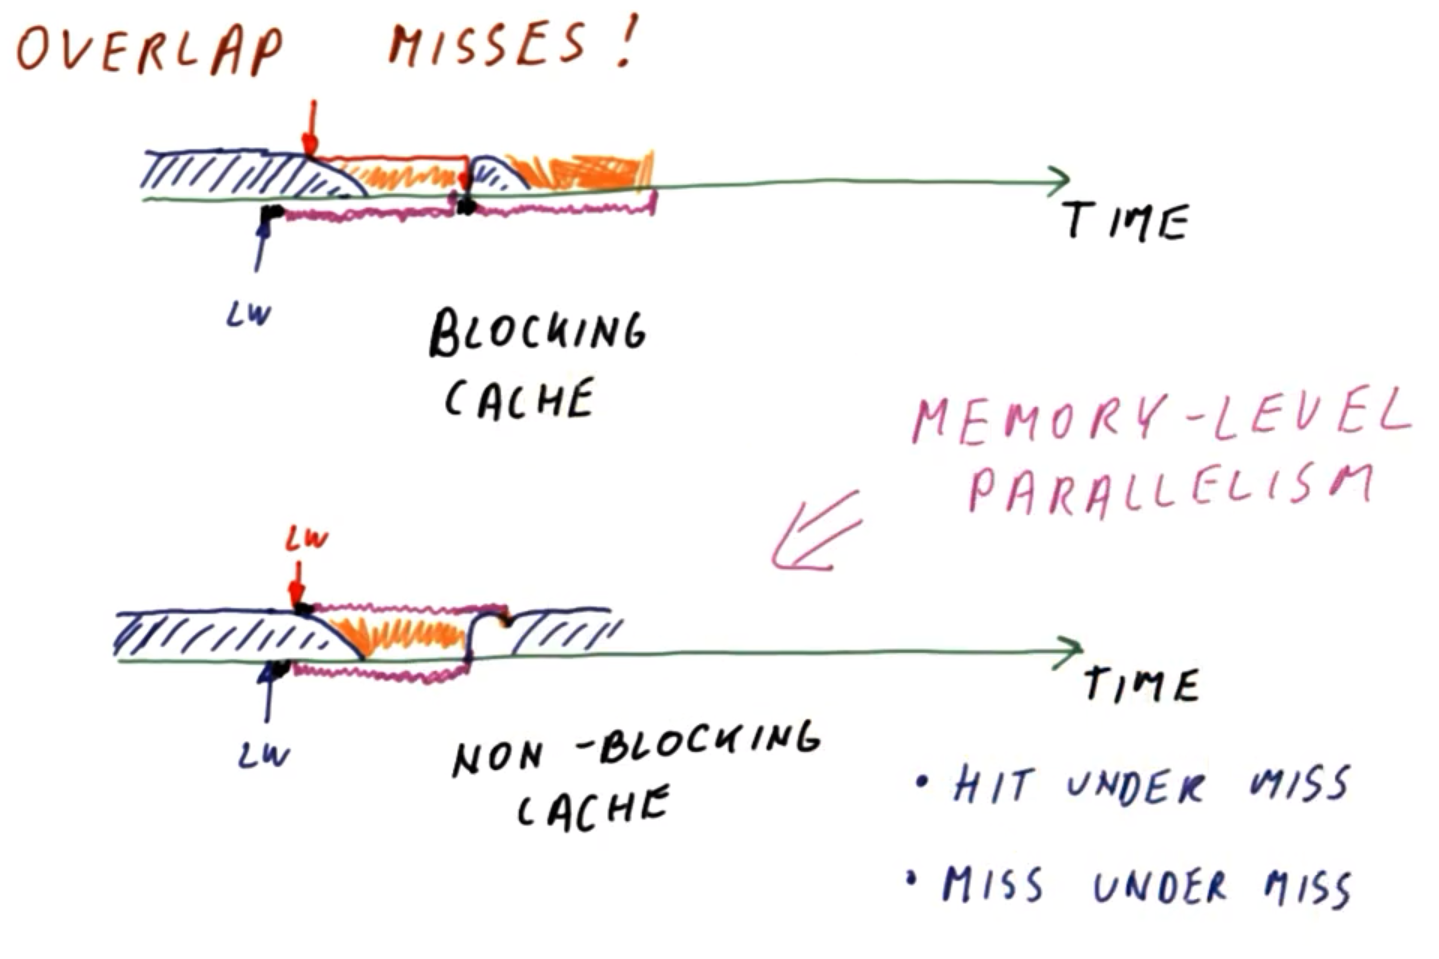 OVERLAP MISSES!
TIME
LW
BLOCKING
CACHE
MEMORY-LEVEL
PARALLELISM
LW
TIME
LW
NON-BLOCKING
CACHE
• HIT UNDER MISS
• MISS UNDER MISS